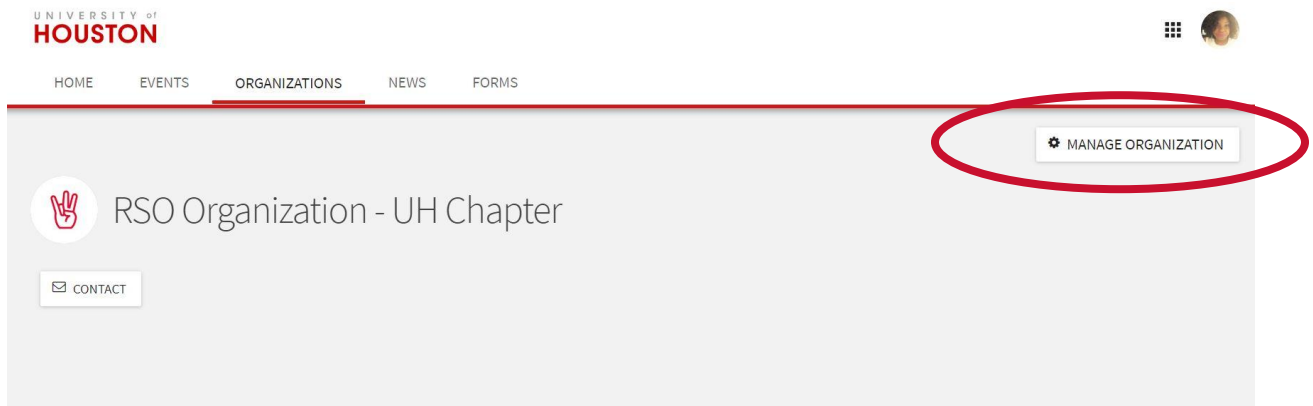 UNIVERSITY of
HOUSTON
HOME EVENTS ORGANIZATIONS NEWS FORMS
MANAGE ORGANIZATION
RSO Organization - UH Chapter
CONTACT